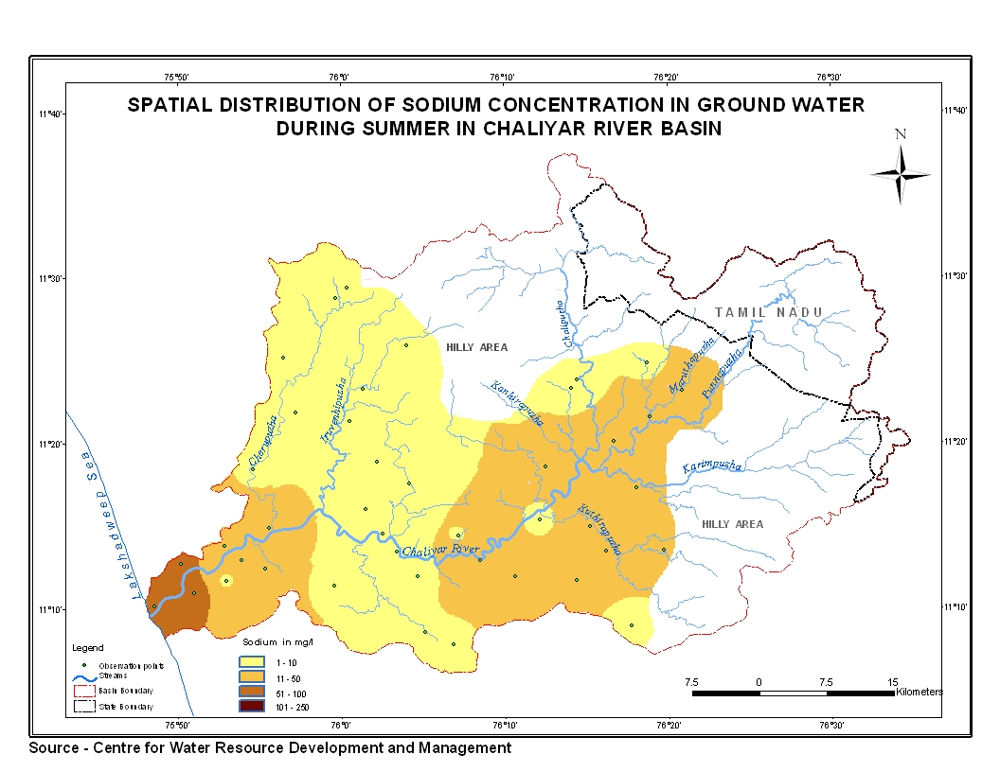 75°50' 76°0' 76°10' 76°20' 76°30'
SPATIAL DISTRIBUTION OF SODIUM CONCENTRATION IN GROUND WATER
DURING SUMMER IN CHALIYAR RIVER BASIN
11°40' 11°40'
N
11°30' 11°30'
TAMIL NADU
Chalipuzha
HILLY AREA
Maruthapuzha
Punnapuzha
Kanhirapuzha
Iruvenhipuzha
Cherupuzha
11°20' 11°20'
Karimpuzha
Lakshadweep Sea
Kuthirapuzha
HILLY AREA
Chaliyar River
11°10' 11°10'
Legend
Observation points
Streams
Basin Boundary
State Boundary
Sodium in mg/l
1 - 10
11 - 50
51 - 100
101 - 250
7.5 0 7.5 15
Kilometers
75°50' 76°0' 76°10' 76°20' 76°30'
Source - Centre for Water Resource Development and Management